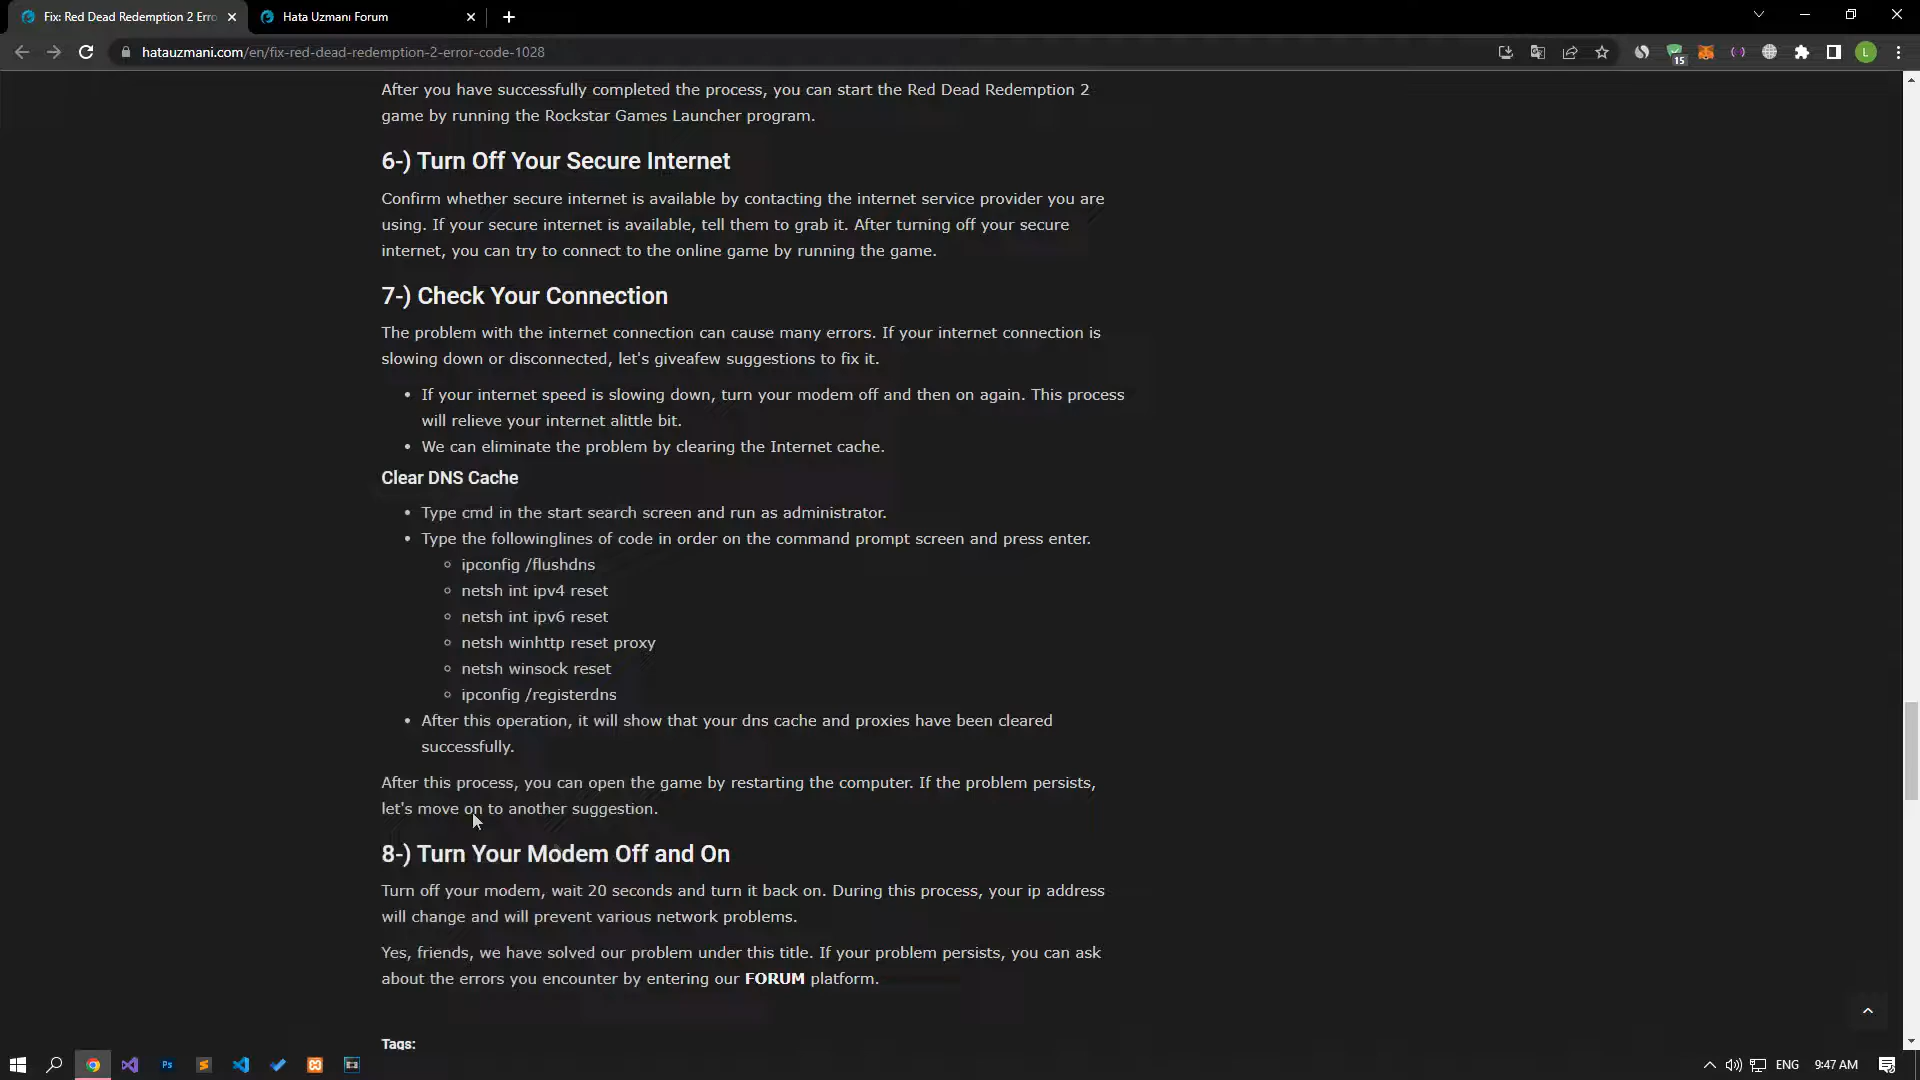 Fix: Red Dead Redemption 2 Erro
Hata Uzmanı Forum
hatauzmani.com/en/fix-red-dead-redemption-2-error-code-1028
15
L
After you have successfully completed the process, you can start the Red Dead Redemption 2
game by running the Rockstar Games Launcher program.
6-) Turn Off Your Secure Internet
Confirm whether secure internet is available by contacting the internet service provider you are
using. If your secure internet is available, tell them to grab it. After turning off your secure
internet, you can try to connect to the online game by running the game.
7-) Check Your Connection
The problem with the internet connection can cause many errors. If your internet connection is
slowing down or disconnected, let's giveafew suggestions to fix it.
• If your internet speed is slowing down, turn your modem off and then on again. This process
will relieve your internet alittle bit.
• We can eliminate the problem by clearing the Internet cache.
Clear DNS Cache
• Type cmd in the start search screen and run as administrator.
• Type the followinglines of code in order on the command prompt screen and press enter.
◦ ipconfig /flushdns
◦ netsh int ipv4 reset
◦ netsh int ipv6 reset
◦ netsh winhttp reset proxy
◦ netsh winsock reset
◦ ipconfig /registerdns
• After this operation, it will show that your dns cache and proxies have been cleared
successfully.
After this process, you can open the game by restarting the computer. If the problem persists,
let's move on to another suggestion.
8-) Turn Your Modem Off and On
Turn off your modem, wait 20 seconds and turn it back on. During this process, your ip address
will change and will prevent various network problems.
Yes, friends, we have solved our problem under this title. If your problem persists, you can ask
about the errors you encounter by entering our FORUM platform.
Tags:
Ps
ENG
9:47 AM